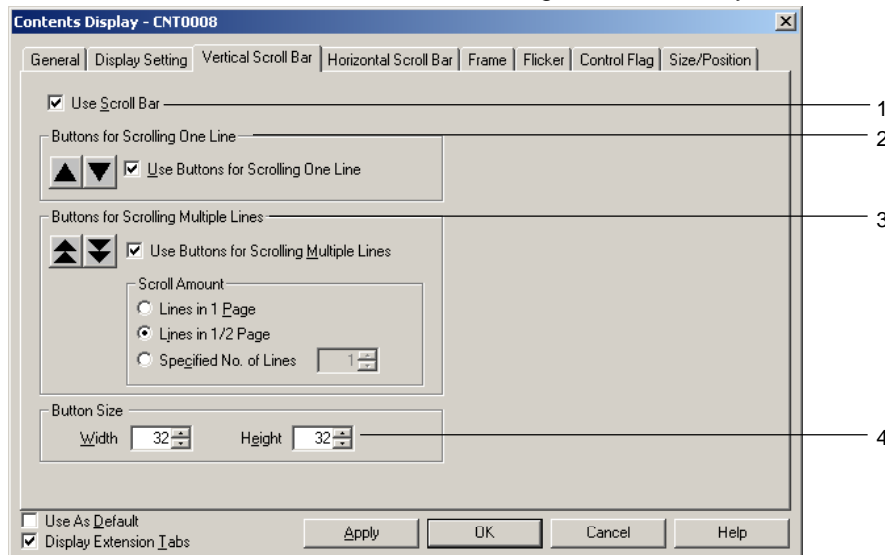 Contents Display - CNT0008
General Display Setting Vertical Scroll Bar Horizontal Scroll Bar Frame Flicker Control Flag Size/Position
Use Scroll Bar 1
Buttons for Scrolling One Line 2
Use Buttons for Scrolling One Line
Buttons for Scrolling Multiple Lines 3
Use Buttons for Scrolling Multiple Lines
Scroll Amount
Lines in 1 Page
Lines in 1/2 Page
Specified No. of Lines 1
Button Size
Width 32 Height 32 4
Use As Default
Display Extension Tabs
Apply OK Cancel Help